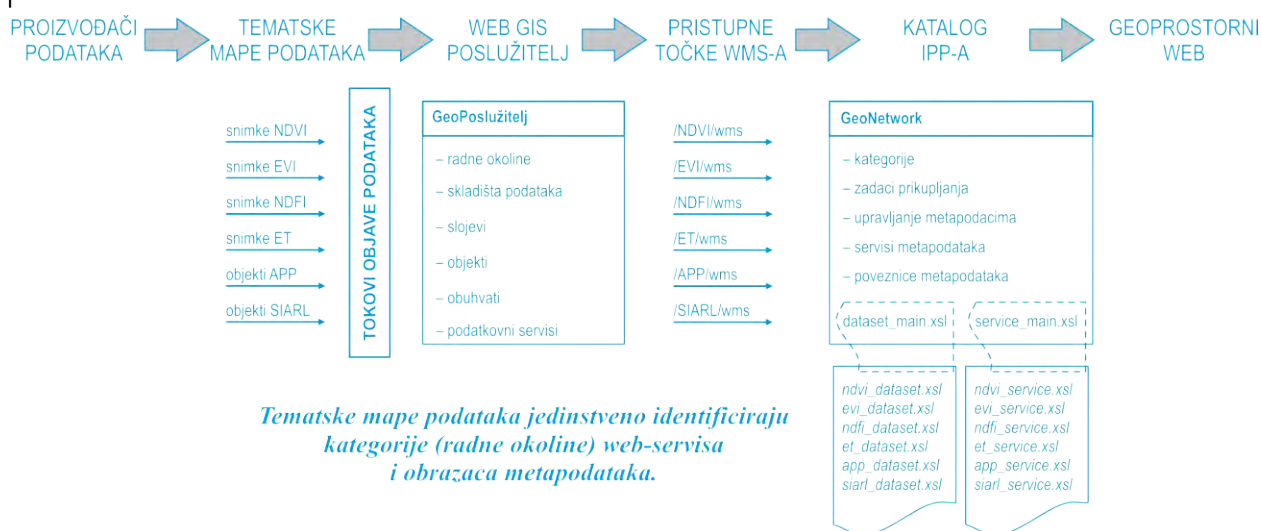 PROIZVOĐAČI
PODATAKA
TEMATSKE
MAPE PODATAKA
WEB GIS
POSLUŽITELJ
PRISTUPNE
TOČKE WMS-A
KATALOG
IPP-A
GEOPROSTORNI
WEB
snimke NDVI
snimke EVI
snimke NDFI
snimke ET
objekti APP
objekti SIARL
TOKOVI OBJAVE PODATAKA
GeoPoslužitelj
– radne okoline
– skladišta podataka
– slojevi
– objekti
– obuhvati
– podatkovni servisi
/NDVI/wms
/EVI/wms
/NDFI/wms
/ET/wms
/APP/wms
/SIARL/wms
GeoNetwork
– kategorije
– zadaci prikupljanja
– upravljanje metapodacima
– servisi metapodataka
– poveznice metapodataka
dataset_main.xsl
service_main.xsl
ndvi_dataset.xsl
evi_dataset.xsl
ndfi_dataset.xsl
et_dataset.xsl
app_dataset.xsl
siarl_dataset.xsl
ndvi_service.xsl
evi_service.xsl
ndfi_service.xsl
et_service.xsl
app_service.xsl
siarl_service.xsl
Tematske mape podataka jedinstveno identificiraju
kategorije (radne okoline) web-servisa
i obrazaca metapodataka.